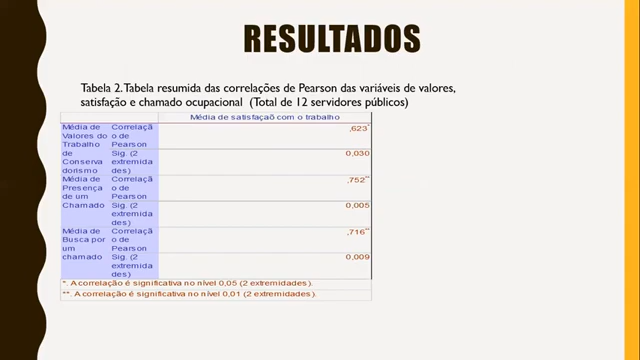 RESULTADOS
Tabela 2. Tabela resumida das correlações de Pearson das variáveis de valores,
satisfação e chamado ocupacional (Total de 12 servidores públicos)
Média de satisfaçaõ com o trabalho
Média de Valores do Trabalho de Conserva dorismo
Correlaçã o de Pearson
,623*
Sig. (2 extremida des)
0,030
Média de Presença de um Chamado
Correlaçã o de Pearson
,752**
Sig. (2 extremida des)
0,005
Média de Busca por um chamado
Correlaçã o de Pearson
,716**
Sig. (2 extremida des)
0,009
*. A correlação é significativa no nível 0,05 (2 extremidades).
**. A correlação é significativa no nível 0,01 (2 extremidades).